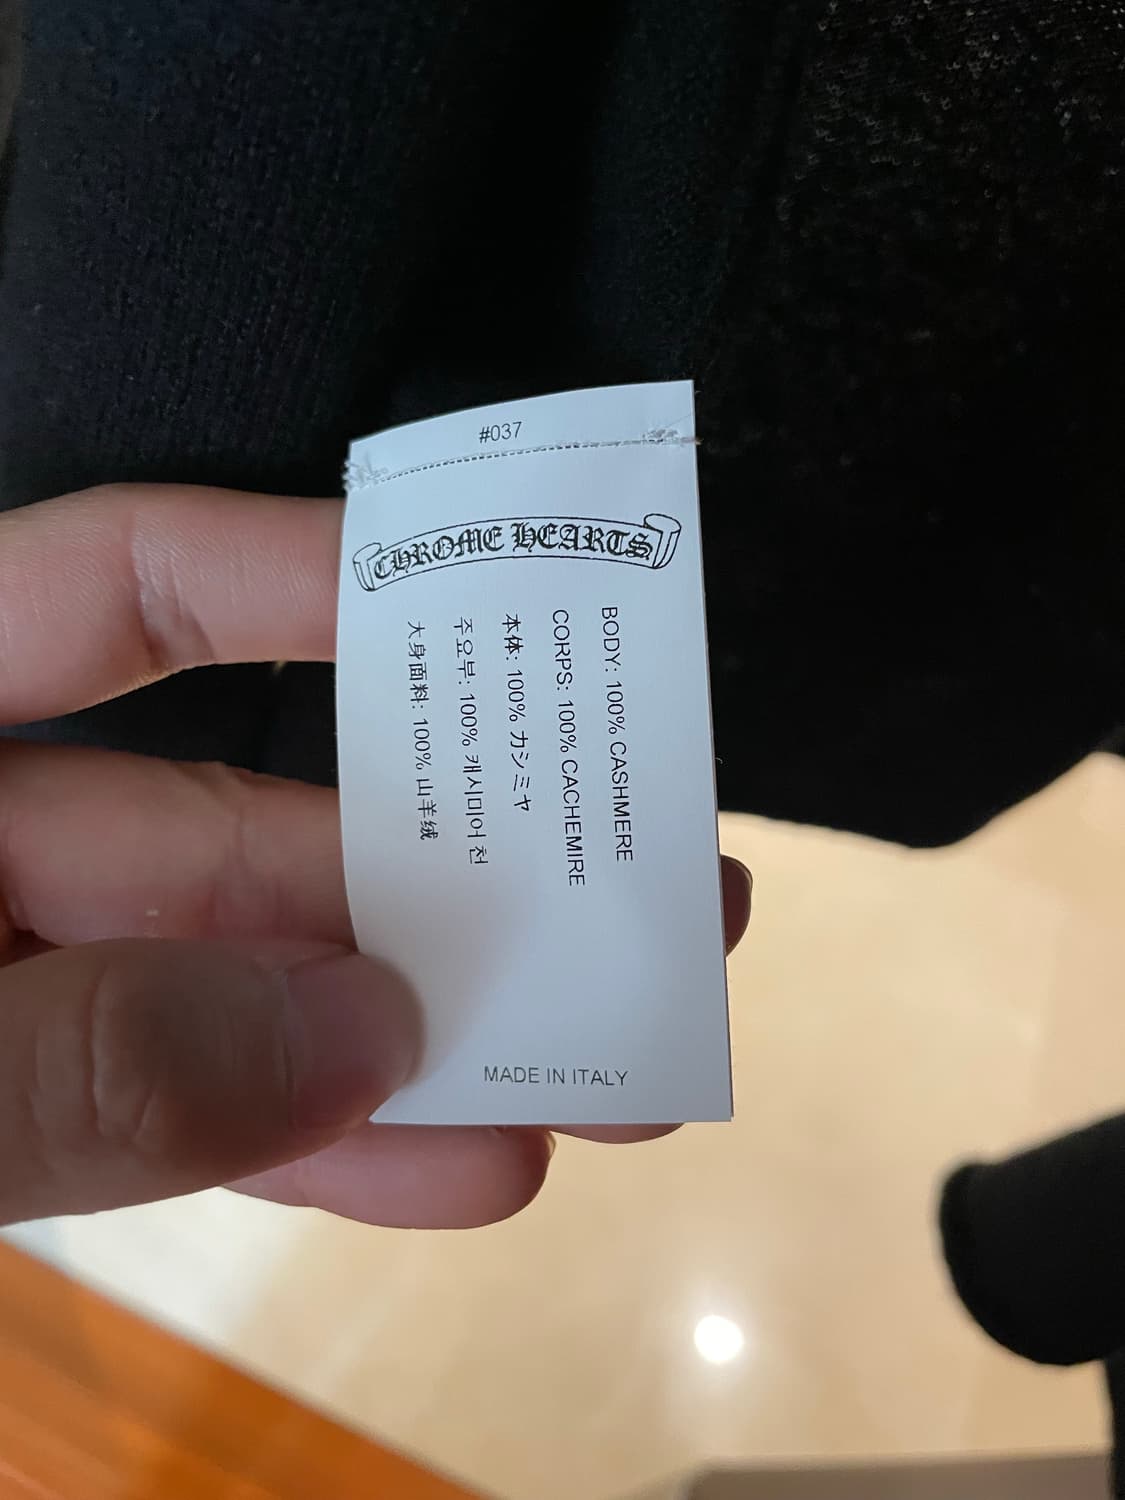 #037
CHROME HEARTS
BODY: 100% CASHMERE
CORPS: 100% CACHEMIRE
本体: 100% カシミヤ
주요부: 100% 캐시미어 천
大身面料: 100% 山羊绒
MADE IN ITALY